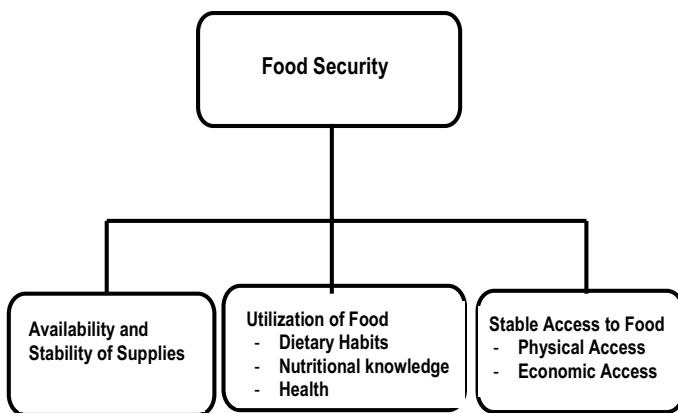 Food Security
Availability and
Stability of Supplies
Utilization of Food
- Dietary Habits
- Nutritional knowledge
- Health
Stable Access to Food
- Physical Access
- Economic Access